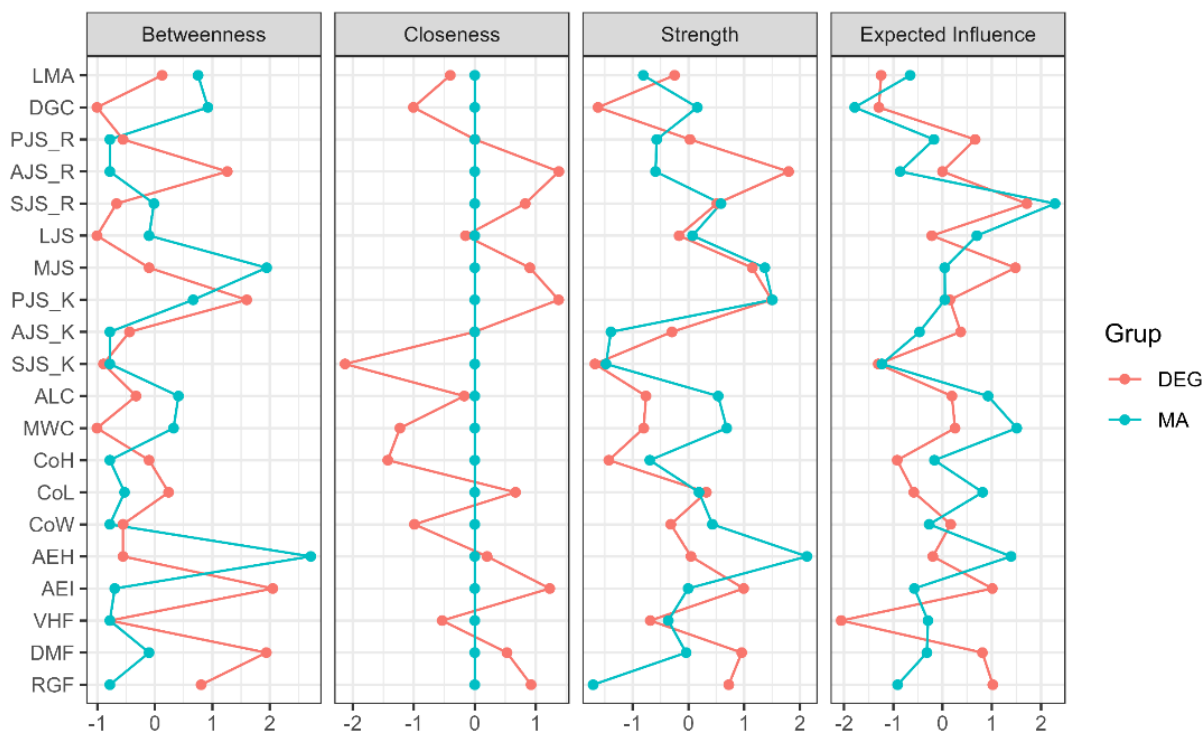 Betweenness Closeness Strength Expected Influence
LMA
DGC
PJS_R
AJS_R
SJS_R
LJS
MJS
PJS_K
AJS_K
SJS_K
ALC
MWC
CoH
CoL
CoW
AEH
AEI
VHF
DMF
RGF
-1 0 1 2 -2 -1 0 1 -1 0 1 2 -2 -1 0 1 2
Grup
DEG
MA